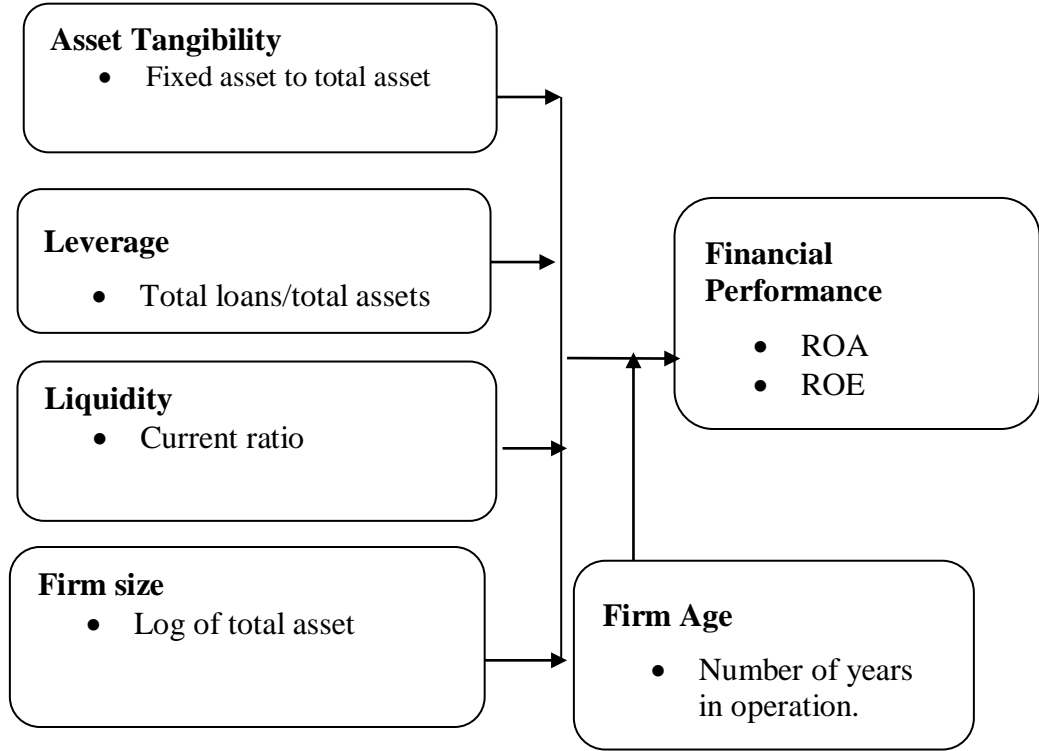 Asset Tangibility
• Fixed asset to total asset
Leverage
• Total loans/total assets
Liquidity
• Current ratio
Firm size
• Log of total asset
Financial
Performance
• ROA
• ROE
Firm Age
• Number of years
in operation.